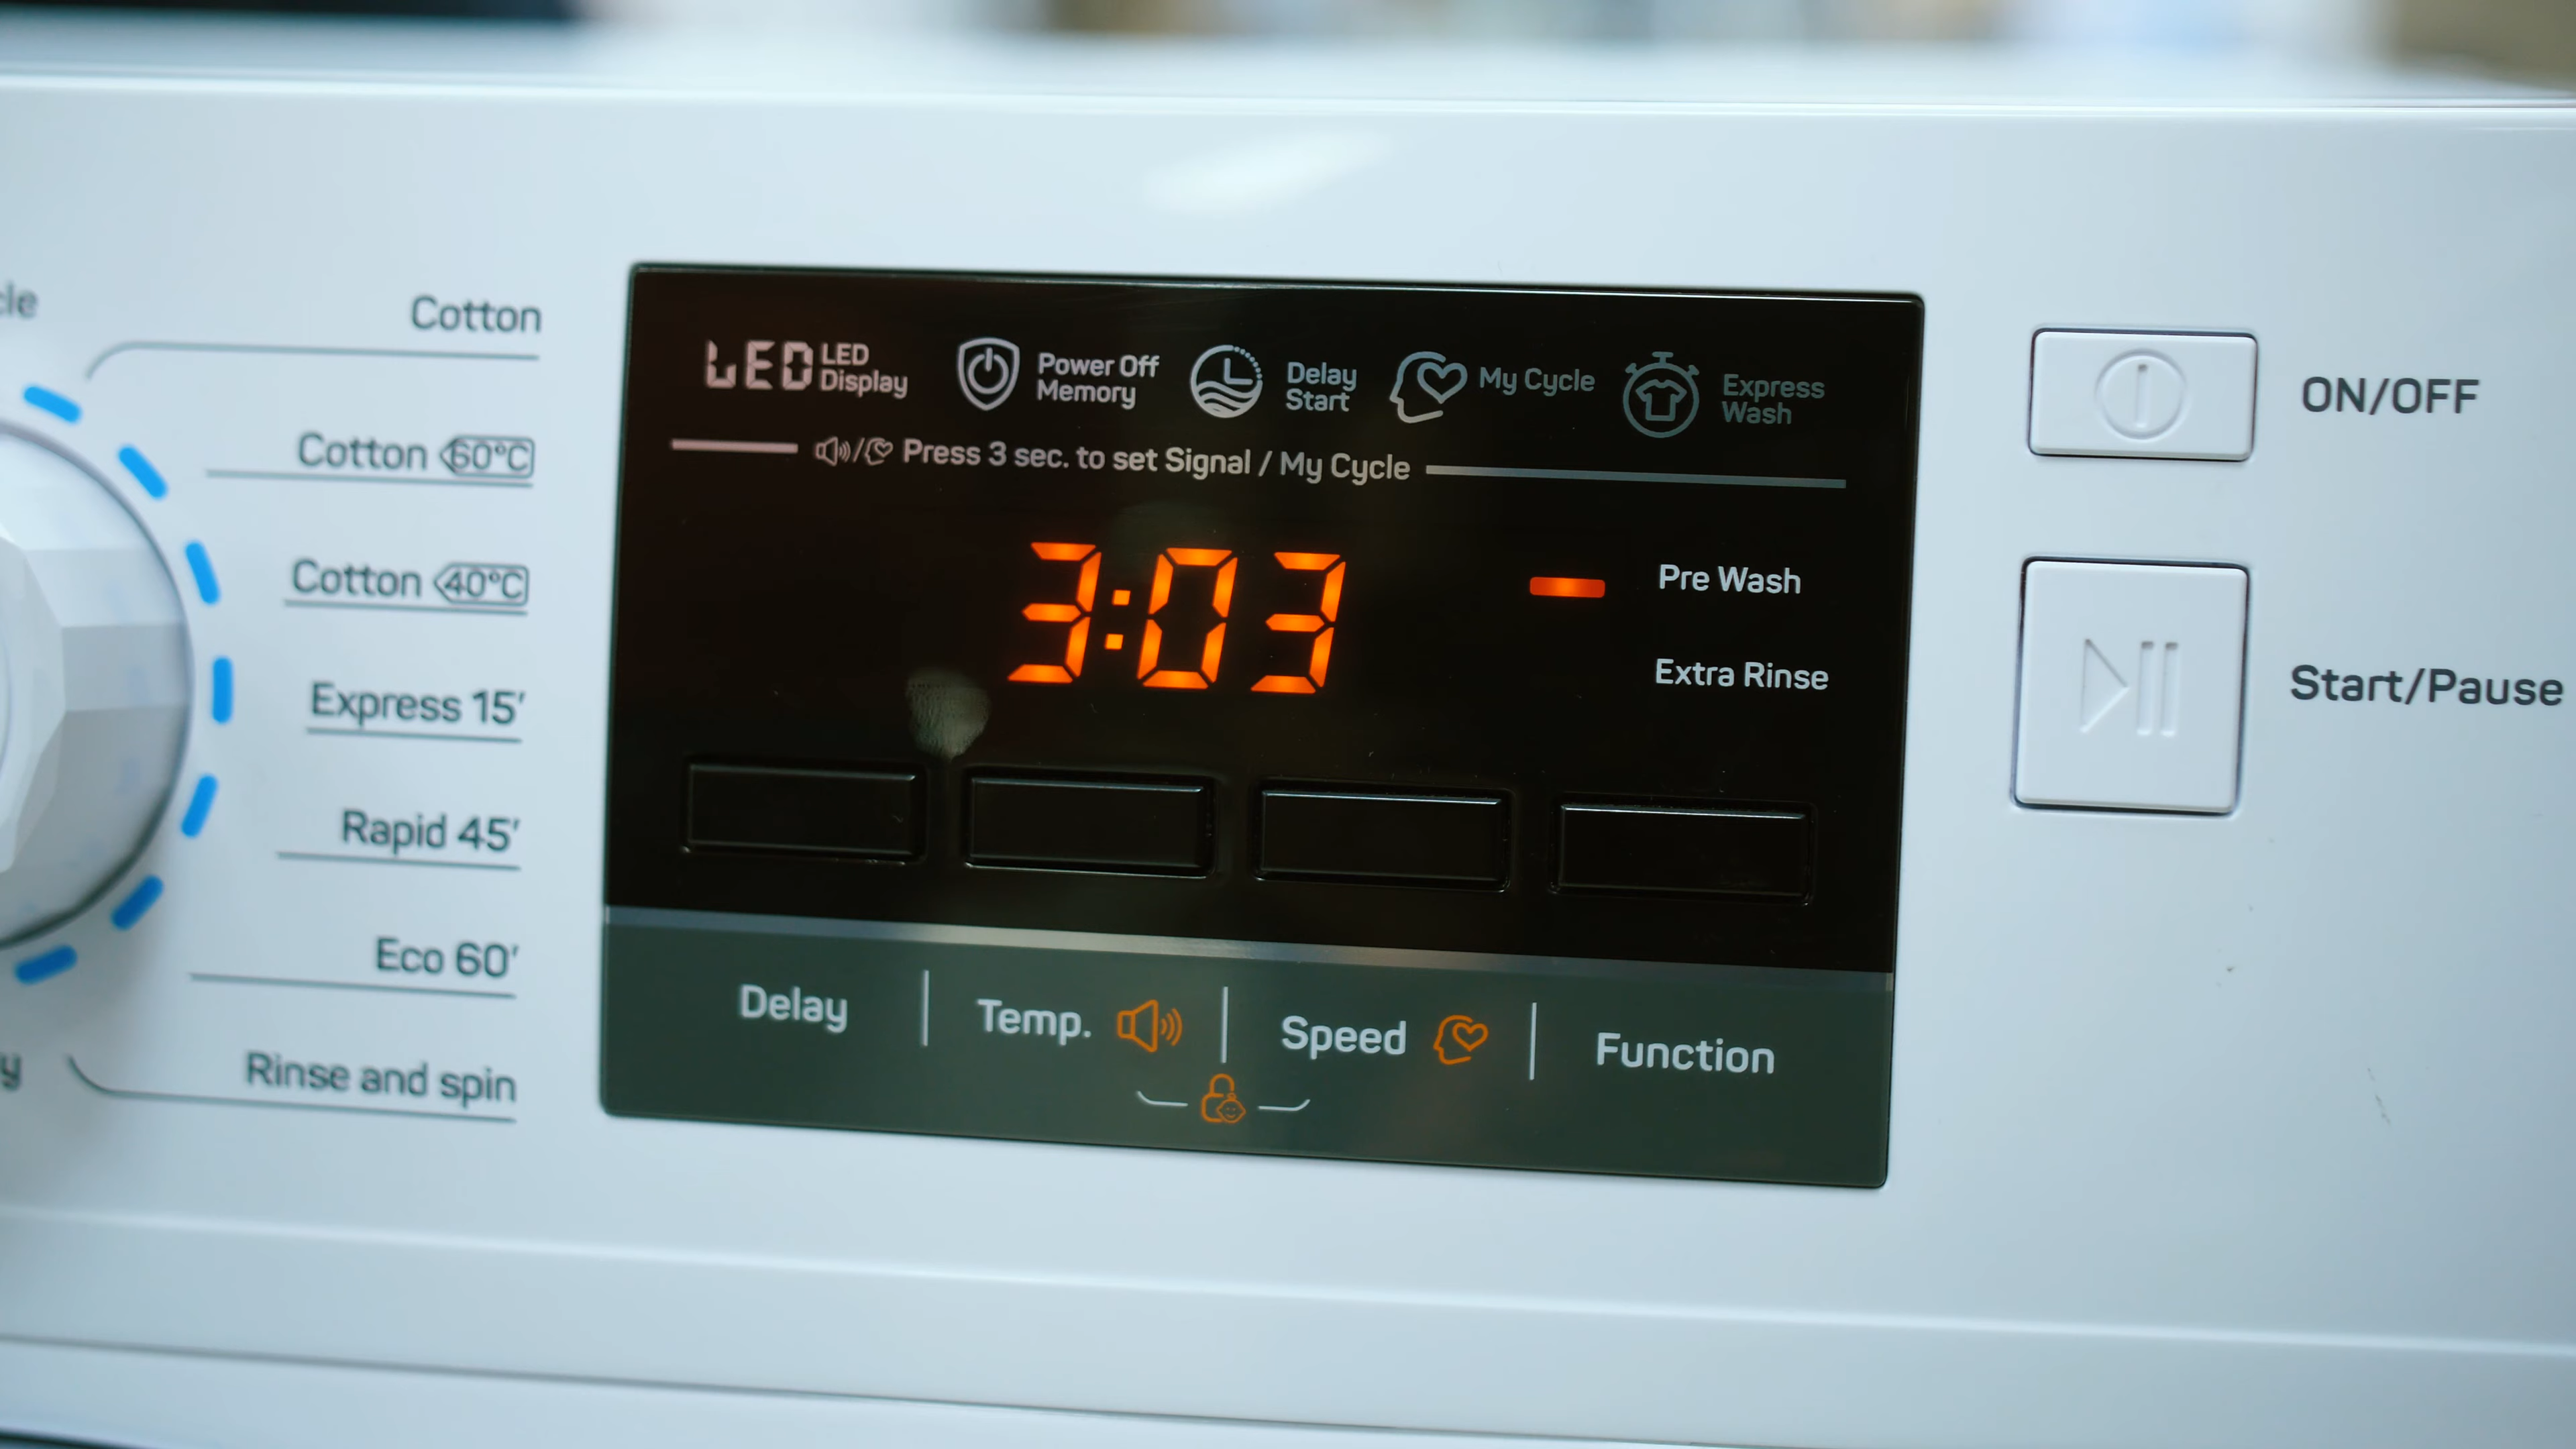 cle
Cotton
Cotton 60°C
Cotton 40°C
Express 15'
Rapid 45'
Eco 60'
y
Rinse and spin
LED LED
Display
Power Off
Memory
Delay
Start
My Cycle
Express
Wash
/ Press 3 sec. to set Signal / My Cycle
3:03
Pre Wash
Extra Rinse
Delay
Temp.
Speed
Function
ON/OFF
Start/Pause